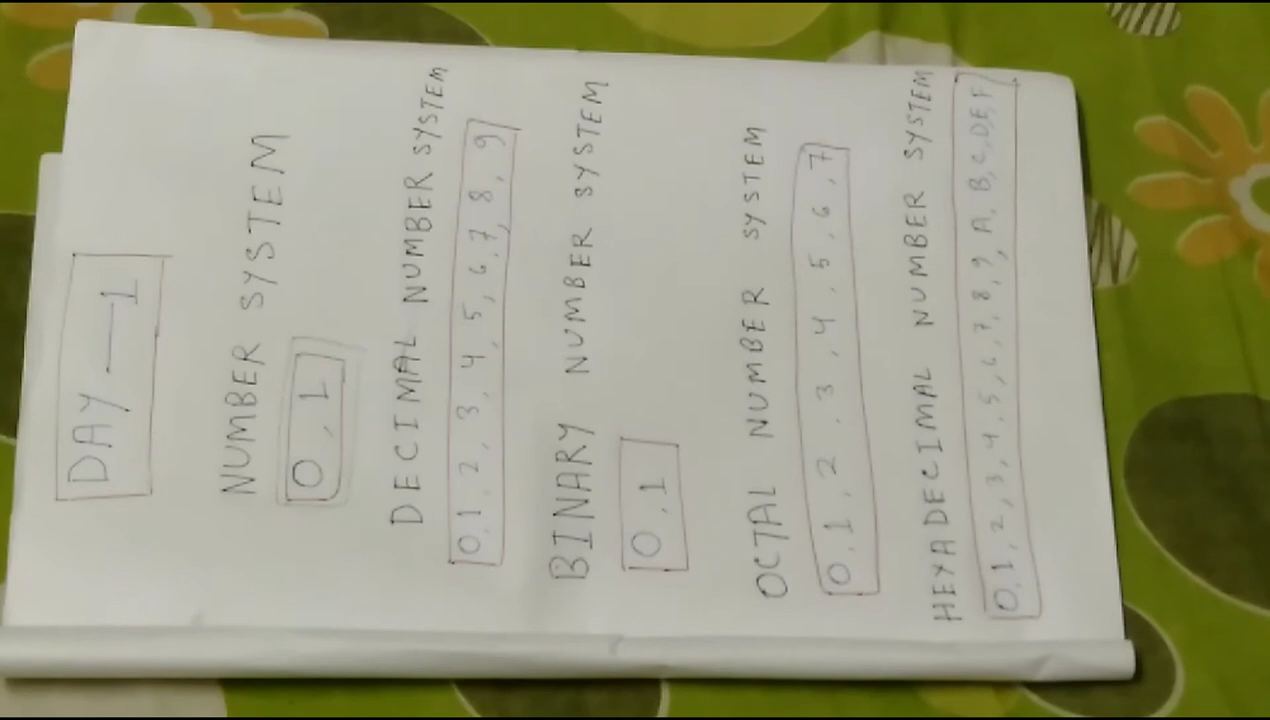 DAY — 1
NUMBER SYSTEM
0, 1
DECIMAL NUMBER SYSTEM
0, 1, 2, 3, 4, 5, 6, 7, 8, 9
BINARY NUMBER SYSTEM
0, 1
OCTAL NUMBER SYSTEM
0, 1, 2, 3, 4, 5, 6, 7
HEXADECIMAL NUMBER SYSTEM
0, 1, 2, 3, 4, 5, 6, 7, 8, 9, A, B, C, D, E, F